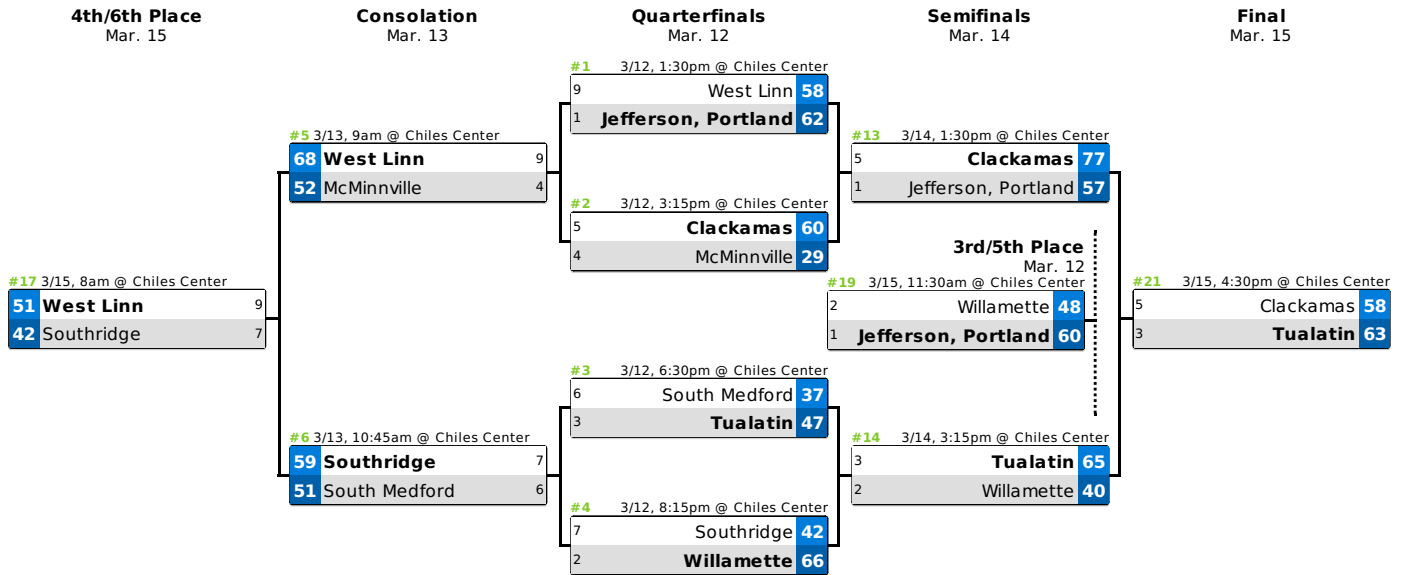 4th/6th Place
Mar. 15
Consolation
Mar. 13
Quarterfinals
Mar. 12
Semifinals
Mar. 14
Final
Mar. 15
#17 3/15, 8am @ Chiles Center
51 West Linn 9
42 Southridge 7
#5 3/13, 9am @ Chiles Center
68 West Linn 9
52 McMinnville 4
#6 3/13, 10:45am @ Chiles Center
59 Southridge 7
51 South Medford 6
#1 3/12, 1:30pm @ Chiles Center
9 West Linn 58
1 Jefferson, Portland 62
#2 3/12, 3:15pm @ Chiles Center
5 Clackamas 60
4 McMinnville 29
#3 3/12, 6:30pm @ Chiles Center
6 South Medford 37
3 Tualatin 47
#4 3/12, 8:15pm @ Chiles Center
7 Southridge 42
2 Willamette 66
#13 3/14, 1:30pm @ Chiles Center
5 Clackamas 77
1 Jefferson, Portland 57
3rd/5th Place
Mar. 12
#19 3/15, 11:30am @ Chiles Center
2 Willamette 48
1 Jefferson, Portland 60
#14 3/14, 3:15pm @ Chiles Center
3 Tualatin 65
2 Willamette 40
#21 3/15, 4:30pm @ Chiles Center
5 Clackamas 58
3 Tualatin 63